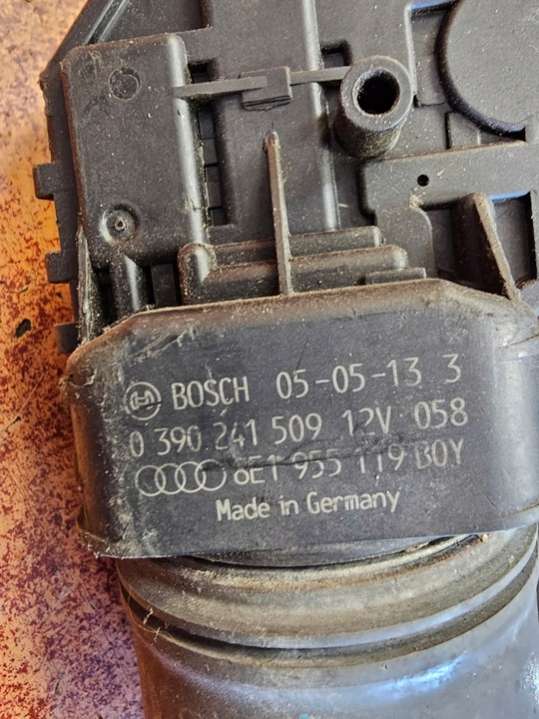 BOSCH 05-05-13 3
0 390 241 509 12V 058
8E1 955 119 BOY
Made in Germany